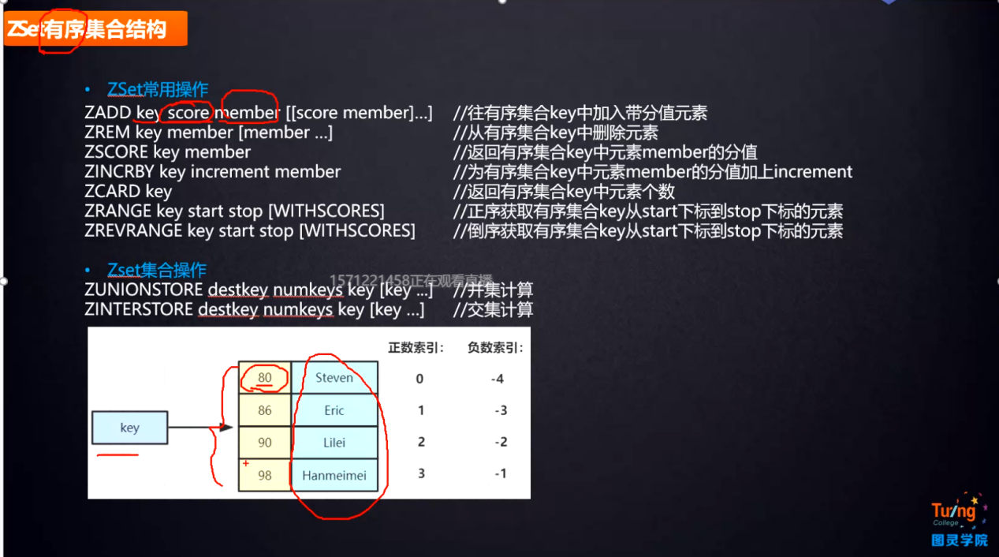 ZSet有序集合结构
• ZSet常用操作
ZADD key score member [[score member]…] //往有序集合key中加入带分值元素
ZREM key member [member …] //从有序集合key中删除元素
ZSCORE key member //返回有序集合key中元素member的分值
ZINCRBY key increment member //为有序集合key中元素member的分值加上increment
ZCARD key //返回有序集合key中元素个数
ZRANGE key start stop [WITHSCORES] //正序获取有序集合key从start下标到stop下标的元素
ZREVRANGE key start stop [WITHSCORES] //倒序获取有序集合key从start下标到stop下标的元素
• Zset集合操作
1571221458正在观看直播
ZUNIONSTORE destkey numkeys key [key …] //并集计算
ZINTERSTORE destkey numkeys key [key …] //交集计算
正数索引: 负数索引:
80 Steven 0 -4
86 Eric 1 -3
key
90 Lilei 2 -2
98 Hanmeimei 3 -1
Turing
College
图灵学院